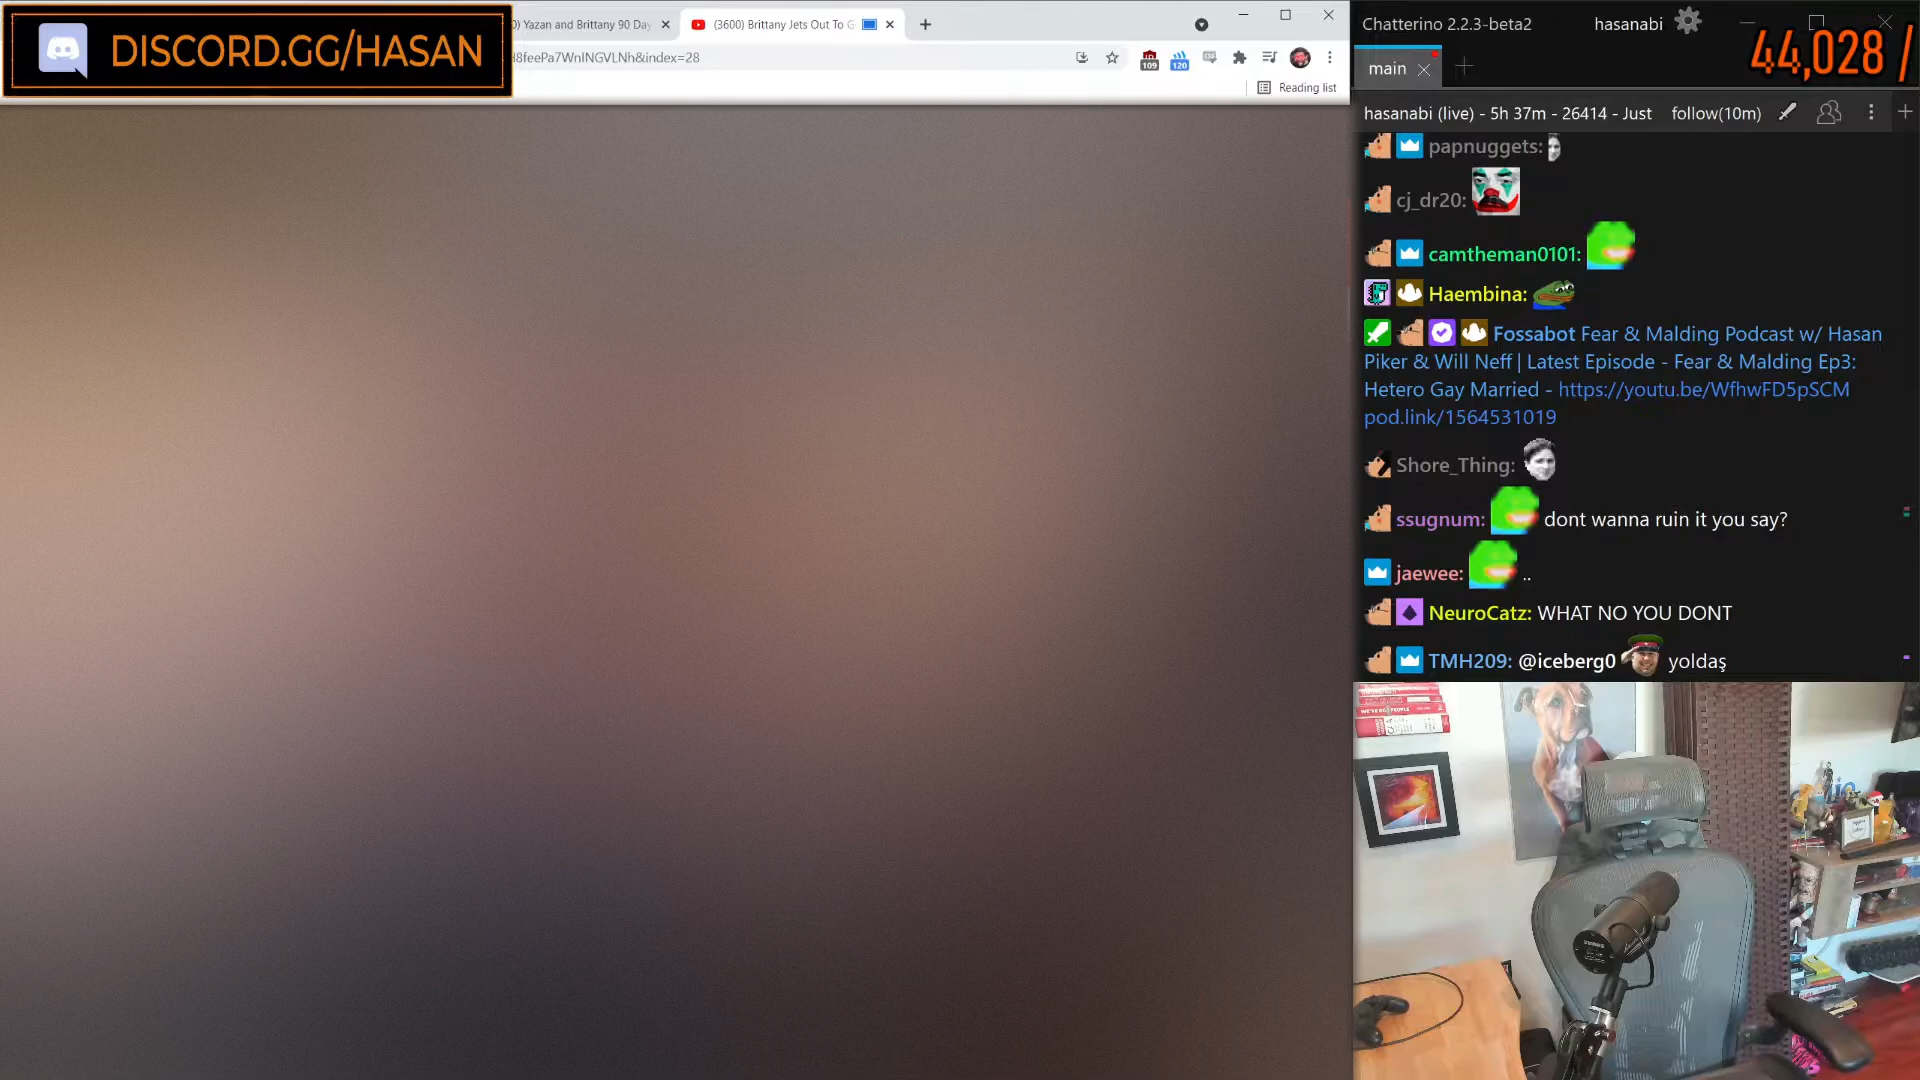 DISCORD.GG/HASAN
Yazan and Brittany 90 Day
(3600) Brittany Jets Out To G
I8feePa7WnINGVLNh&index=28
109
120
Reading list
Chatterino 2.2.3-beta2
hasanabi
44,028 /
main
hasanabi (live) - 5h 37m - 26414 - Just
follow(10m)
papnuggets:
cj_dr20:
camtheman0101:
Haembina:
Fossabot Fear & Malding Podcast w/ Hasan
Piker & Will Neff | Latest Episode - Fear & Malding Ep3:
Hetero Gay Married - https://youtu.be/WfhwFD5pSCM
pod.link/1564531019
Shore_Thing:
ssugnum: dont wanna ruin it you say?
jaewee: ..
NeuroCatz: WHAT NO YOU DONT
TMH209: @iceberg0 yoldaş